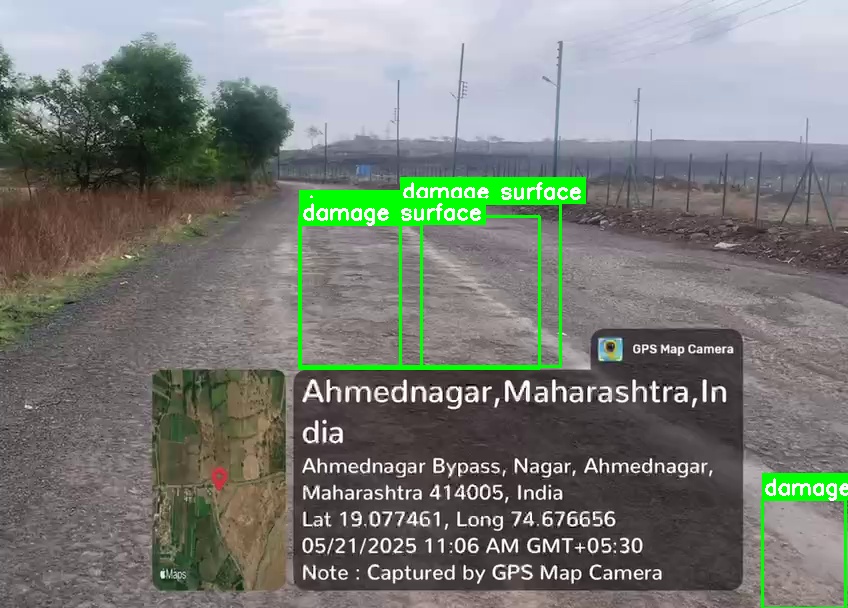 damage surface
damage surface
GPS Map Camera
Ahmednagar,Maharashtra,In
dia
Ahmednagar Bypass, Nagar, Ahmednagar,
Maharashtra 414005, India
Lat 19.077461, Long 74.676656
05/21/2025 11:06 AM GMT+05:30
Note : Captured by GPS Map Camera
damage
Maps